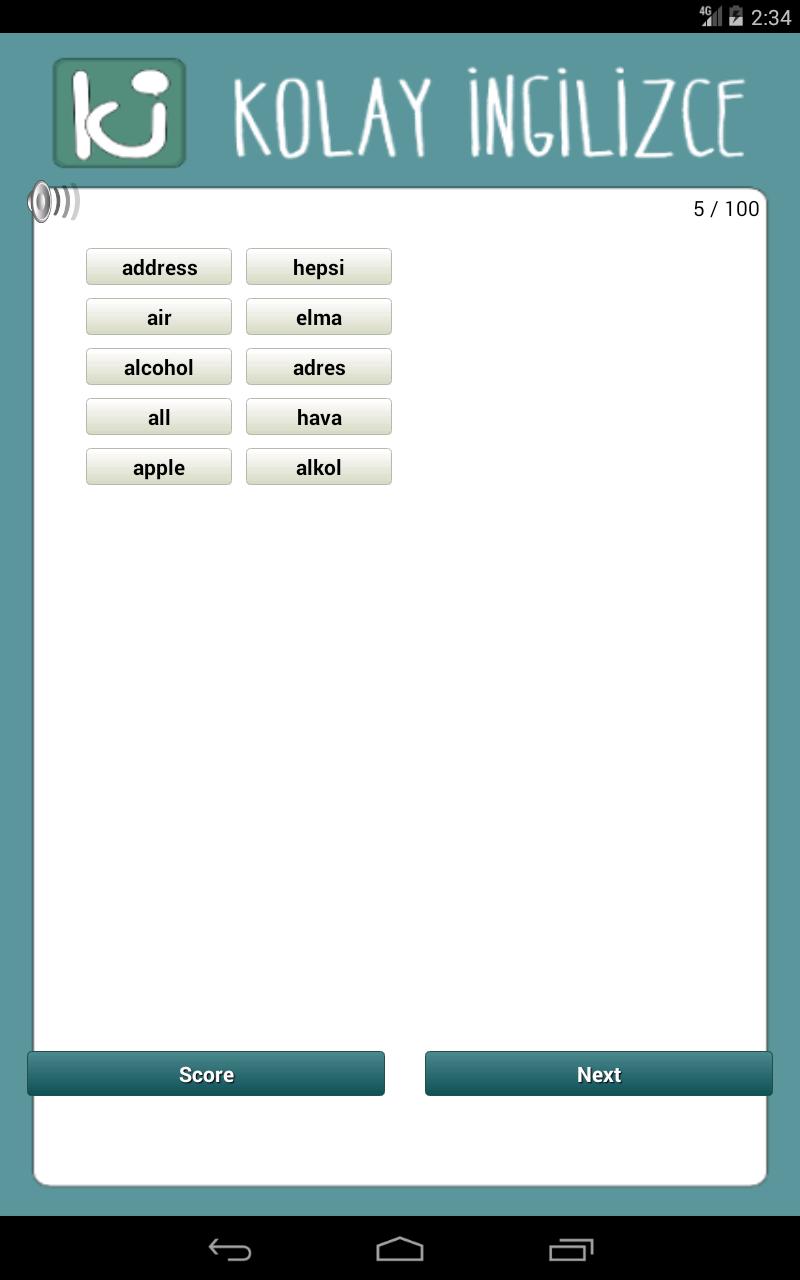 4G 2:34
ki KOLAY İNGİLİZCE
5 / 100
address hepsi
air elma
alcohol adres
all hava
apple alkol
Score Next